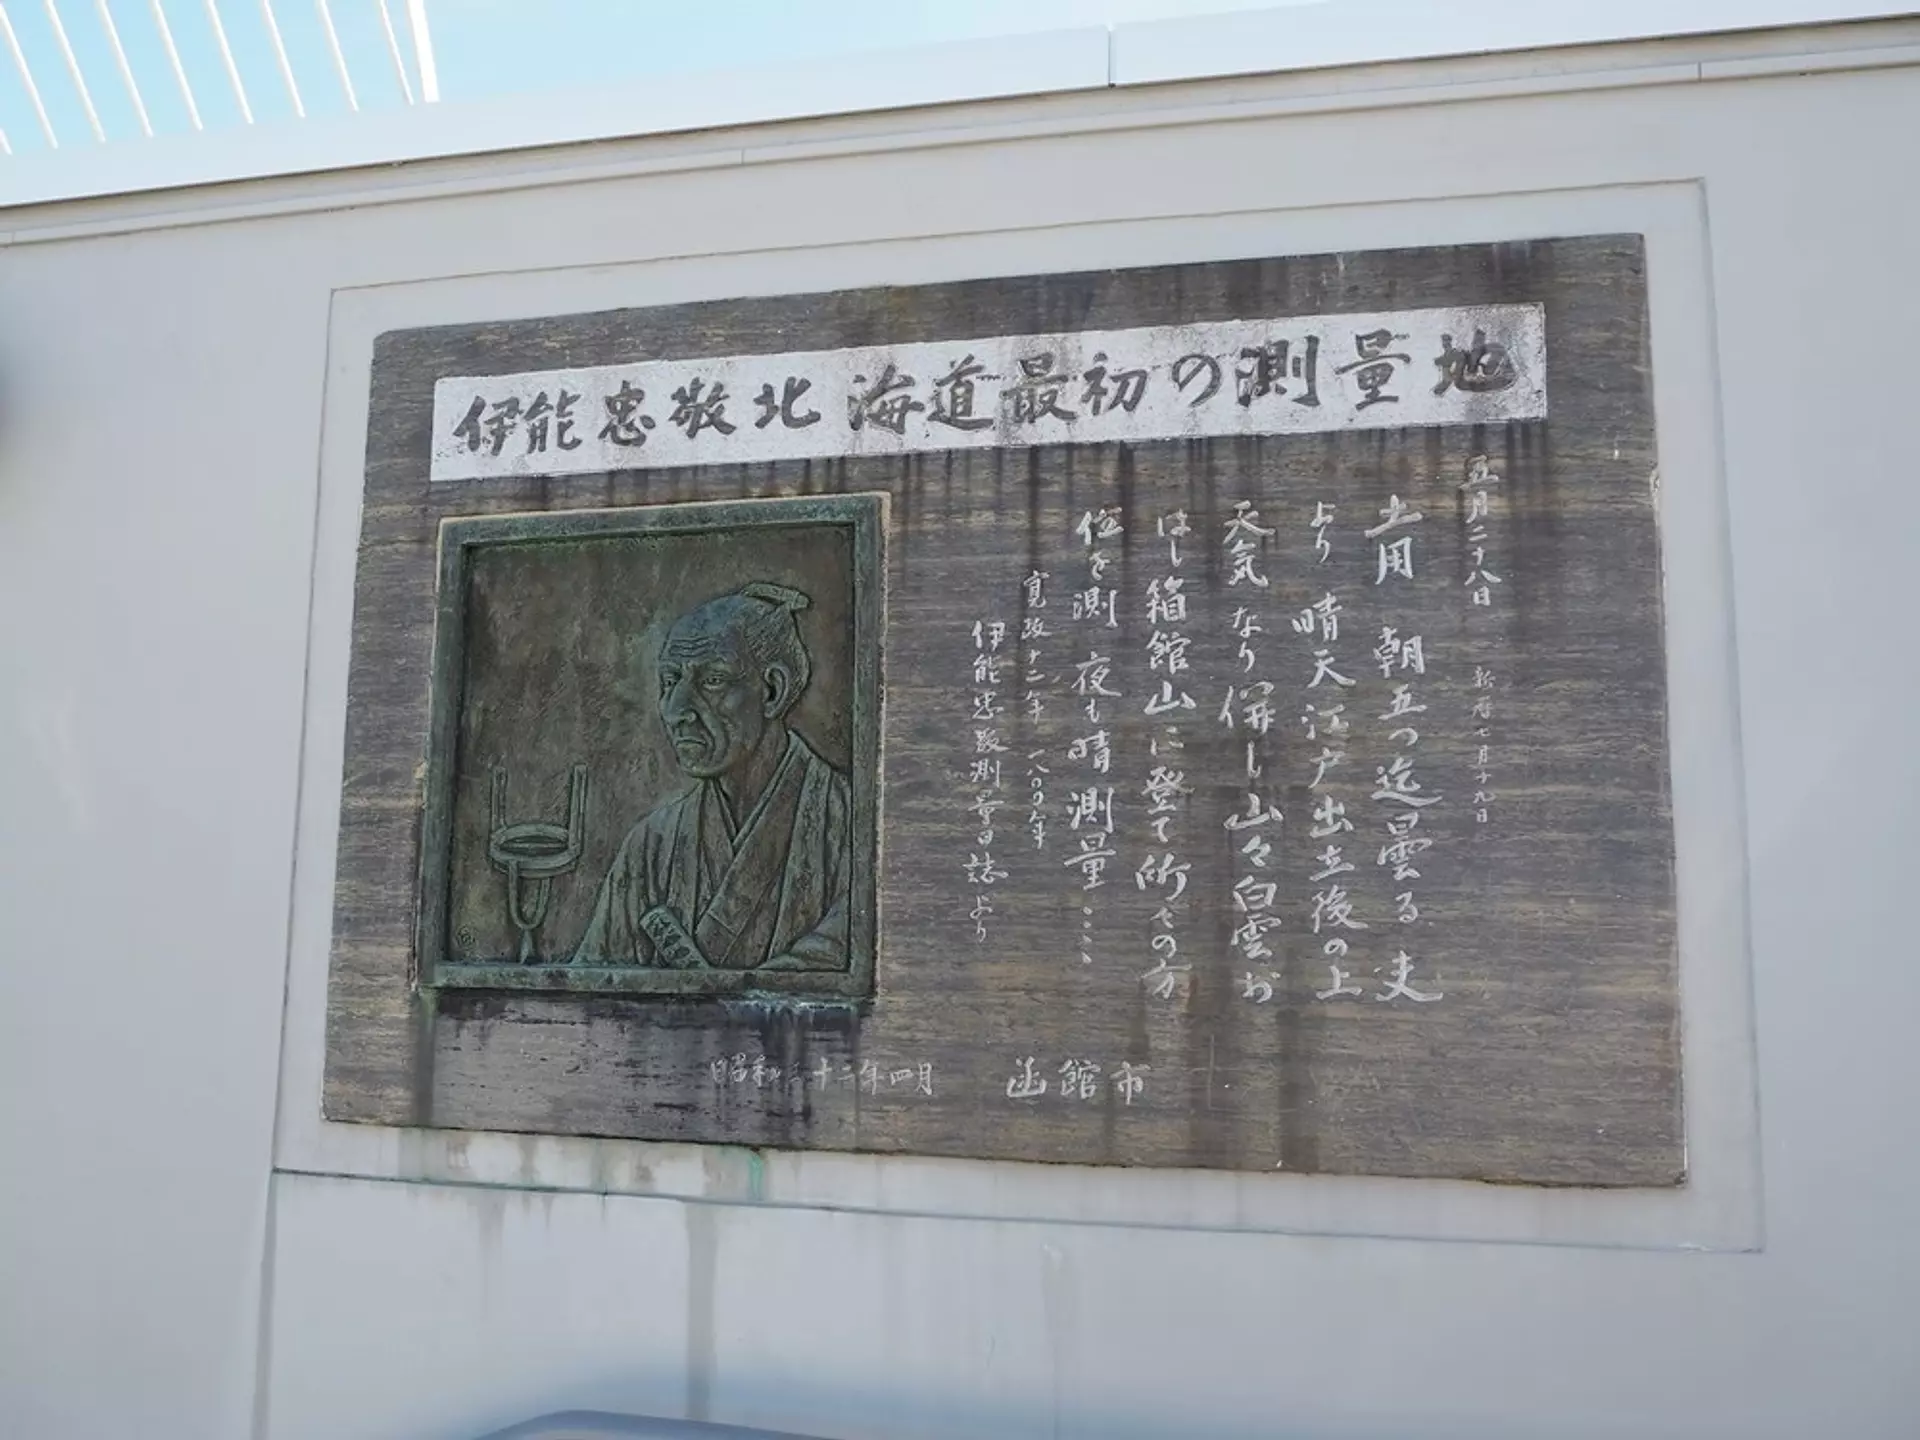 伊能忠敬北海道最初の測量地
五月二十八日 新暦七月十九日
土用 朝五つ迄曇る 夫
より 晴天江戸出立後の上
天気なり併し山々白雲お
はし箱館山に登て所々の方
位を測 夜も晴測量……
寛政十二年 一八〇〇年
伊能忠敬測量日誌より
昭和三十二年四月 函館市